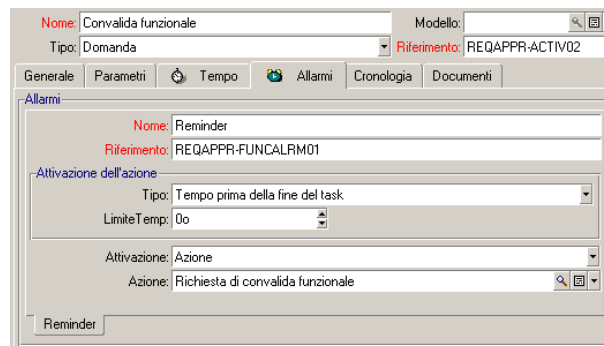 Nome: Convalida funzionale Modello:
Tipo: Domanda Riferimento: REQAPPR-ACTIV02
Generale Parametri Tempo Allarmi Cronologia Documenti
Allarmi
Nome: Reminder
Riferimento: REQAPPR-FUNCALRM01
Attivazione dell'azione
Tipo: Tempo prima della fine del task
LimiteTemp: 0o
Attivazione: Azione
Azione: Richiesta di convalida funzionale
Reminder